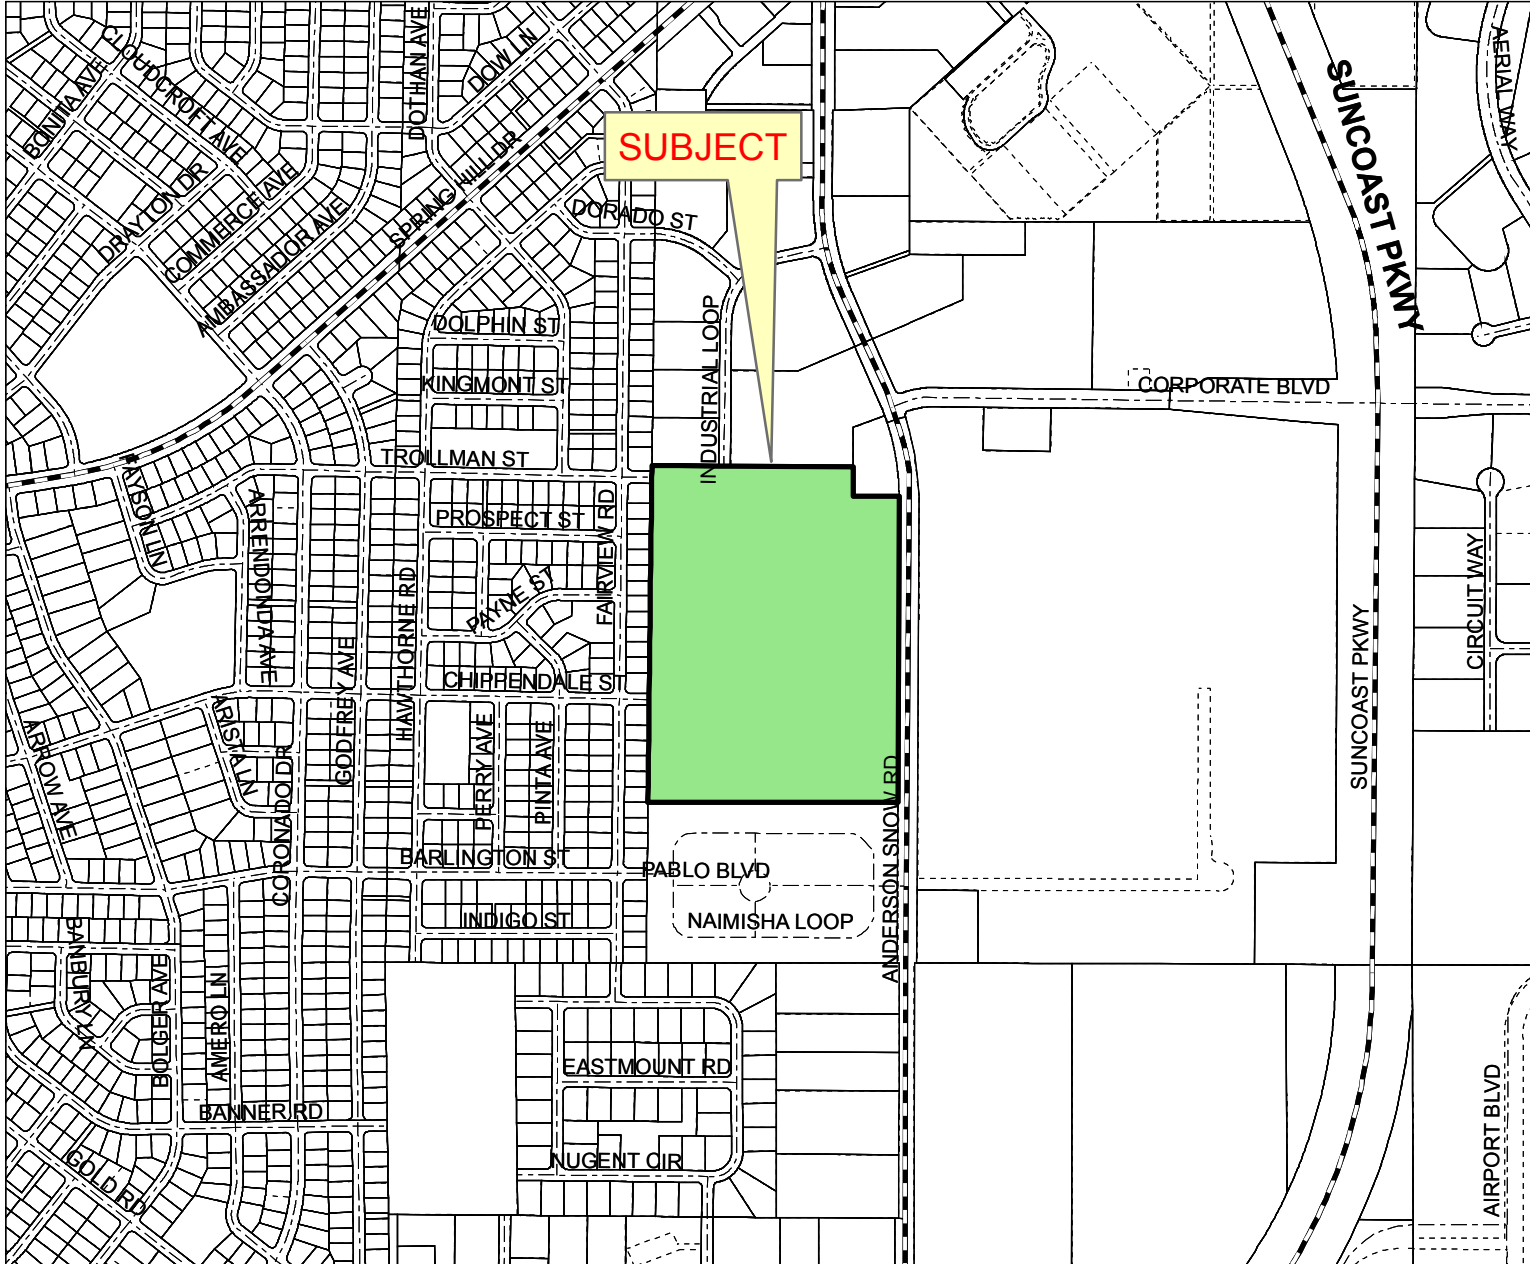 CLOUDCROFT AVE
BONITA AVE
DOTHAN AVE
DOW LN
SUNCOAST PKWY
AERIAL WAY
SUBJECT
DRAYTON DR
COMMERCE AVE
AMBASSADOR AVE
SPRING HILL DR
DORADO ST
DOLPHIN ST
INDUSTRIAL LOOP
KINGMONT ST
CORPORATE BLVD
TROLLMAN ST
AYSON LN
ARRENDONDA AVE
PROSPECT ST
FAIRVIEW RD
HAWTHORNE RD
PAYNE ST
CIRCUIT WAY
SUNCOAST PKWY
GODFREY AVE
CHIPPENDALE ST
ARISTA LN
ARROW AVE
CORONADO DR
PERRY AVE
PINTA AVE
ANDERSON SNOW RD
BARLINGTON ST
PABLO BLVD
INDIGO ST
NAIMISHA LOOP
BANBURY LN
BOLGER AVE
AMERO LN
EASTMOUNT RD
BANNER RD
NUGENT CIR
GOLD RD
AIRPORT BLVD